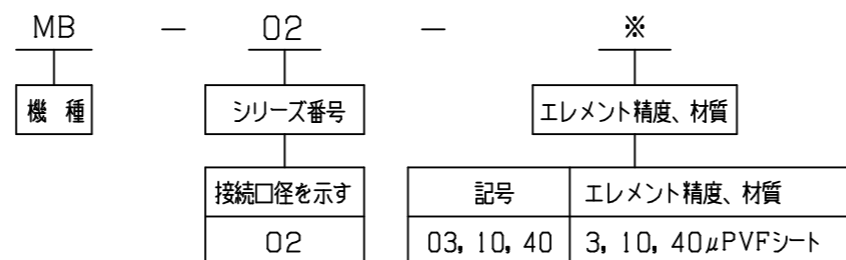 MB － 02 － ※
機 種 シリーズ番号 エレメント精度、材質
接続口径を示す 記号 エレメント精度、材質
02 03, 10, 40 3, 10, 40μPVFシート